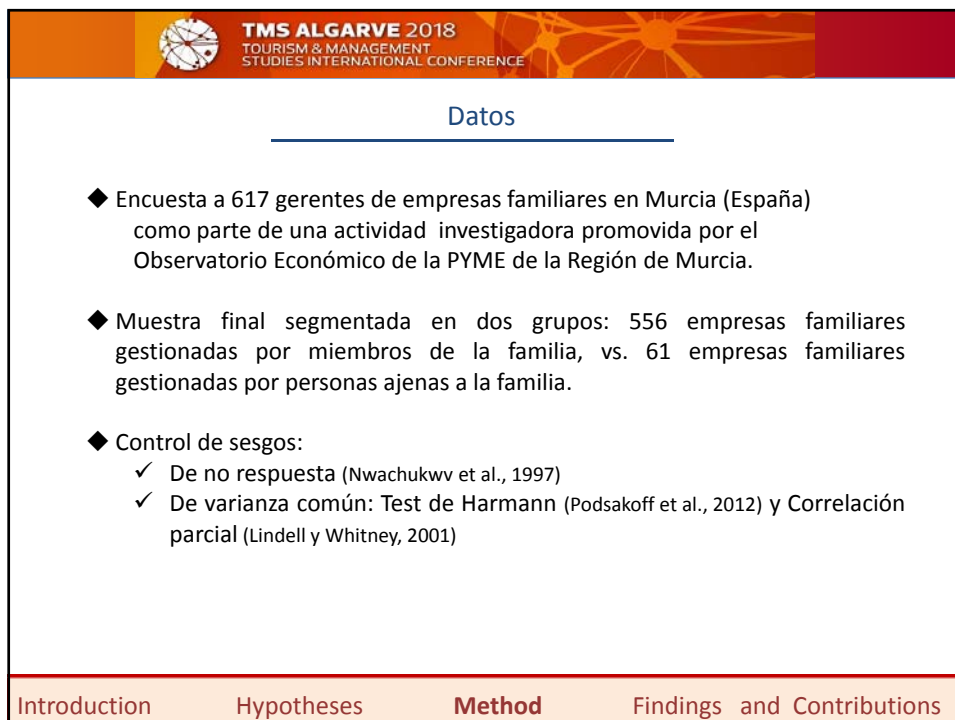 TMS ALGARVE 2018
TOURISM & MANAGEMENT
STUDIES INTERNATIONAL CONFERENCE
Datos
◆ Encuesta a 617 gerentes de empresas familiares en Murcia (España)
como parte de una actividad investigadora promovida por el
Observatorio Económico de la PYME de la Región de Murcia.
◆ Muestra final segmentada en dos grupos: 556 empresas familiares
gestionadas por miembros de la familia, vs. 61 empresas familiares
gestionadas por personas ajenas a la familia.
◆ Control de sesgos:
✓ De no respuesta (Nwachukwv et al., 1997)
✓ De varianza común: Test de Harmann (Podsakoff et al., 2012) y Correlación
parcial (Lindell y Whitney, 2001)
Introduction Hypotheses Method Findings and Contributions